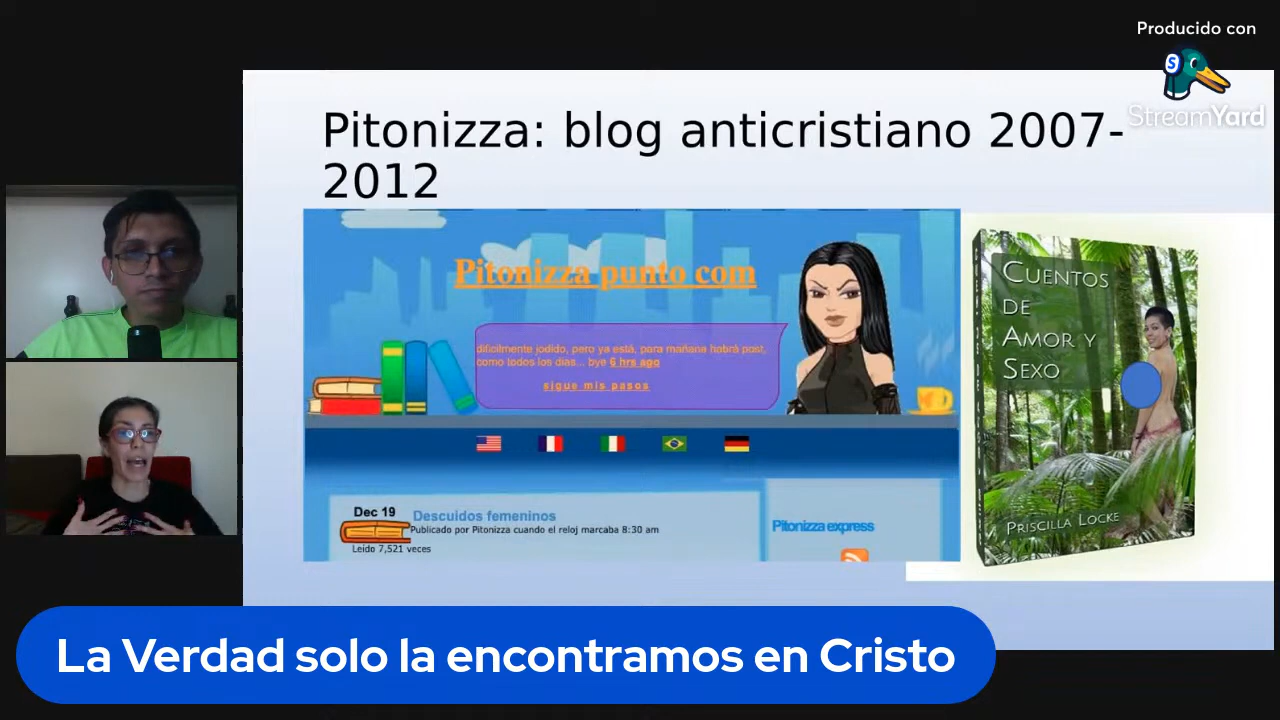 Producido con
StreamYard
Pitonizza: blog anticristiano 2007-
2012
Pitonizza punto com
dificilmente jodido, pero ya está, para mañana habrá post,
como todos los dias... bye 6 hrs ago
sigue mis pasos
Dec 19
Descuidos femeninos
Publicado por Pitonizza cuando el reloj marcaba 8:30 am
Leído 7,521 veces
Pitonizza express
CUENTOS
DE
AMOR Y
SEXO
PRISCILLA LOCKE
La Verdad solo la encontramos en Cristo